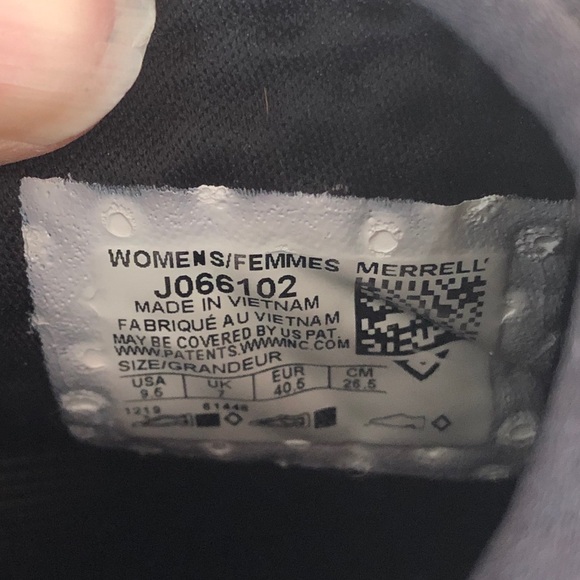 WOMENS/FEMMES MERRELL
J066102
MADE IN VIETNAM
FABRIQUÉ AU VIETNAM
MAY BE COVERED BY US PAT.
WWW.PATENTS.WWWINC.COM
SIZE/GRANDEUR
USA UK EUR CM
9.5 7 40.5 26.5
1219 61448